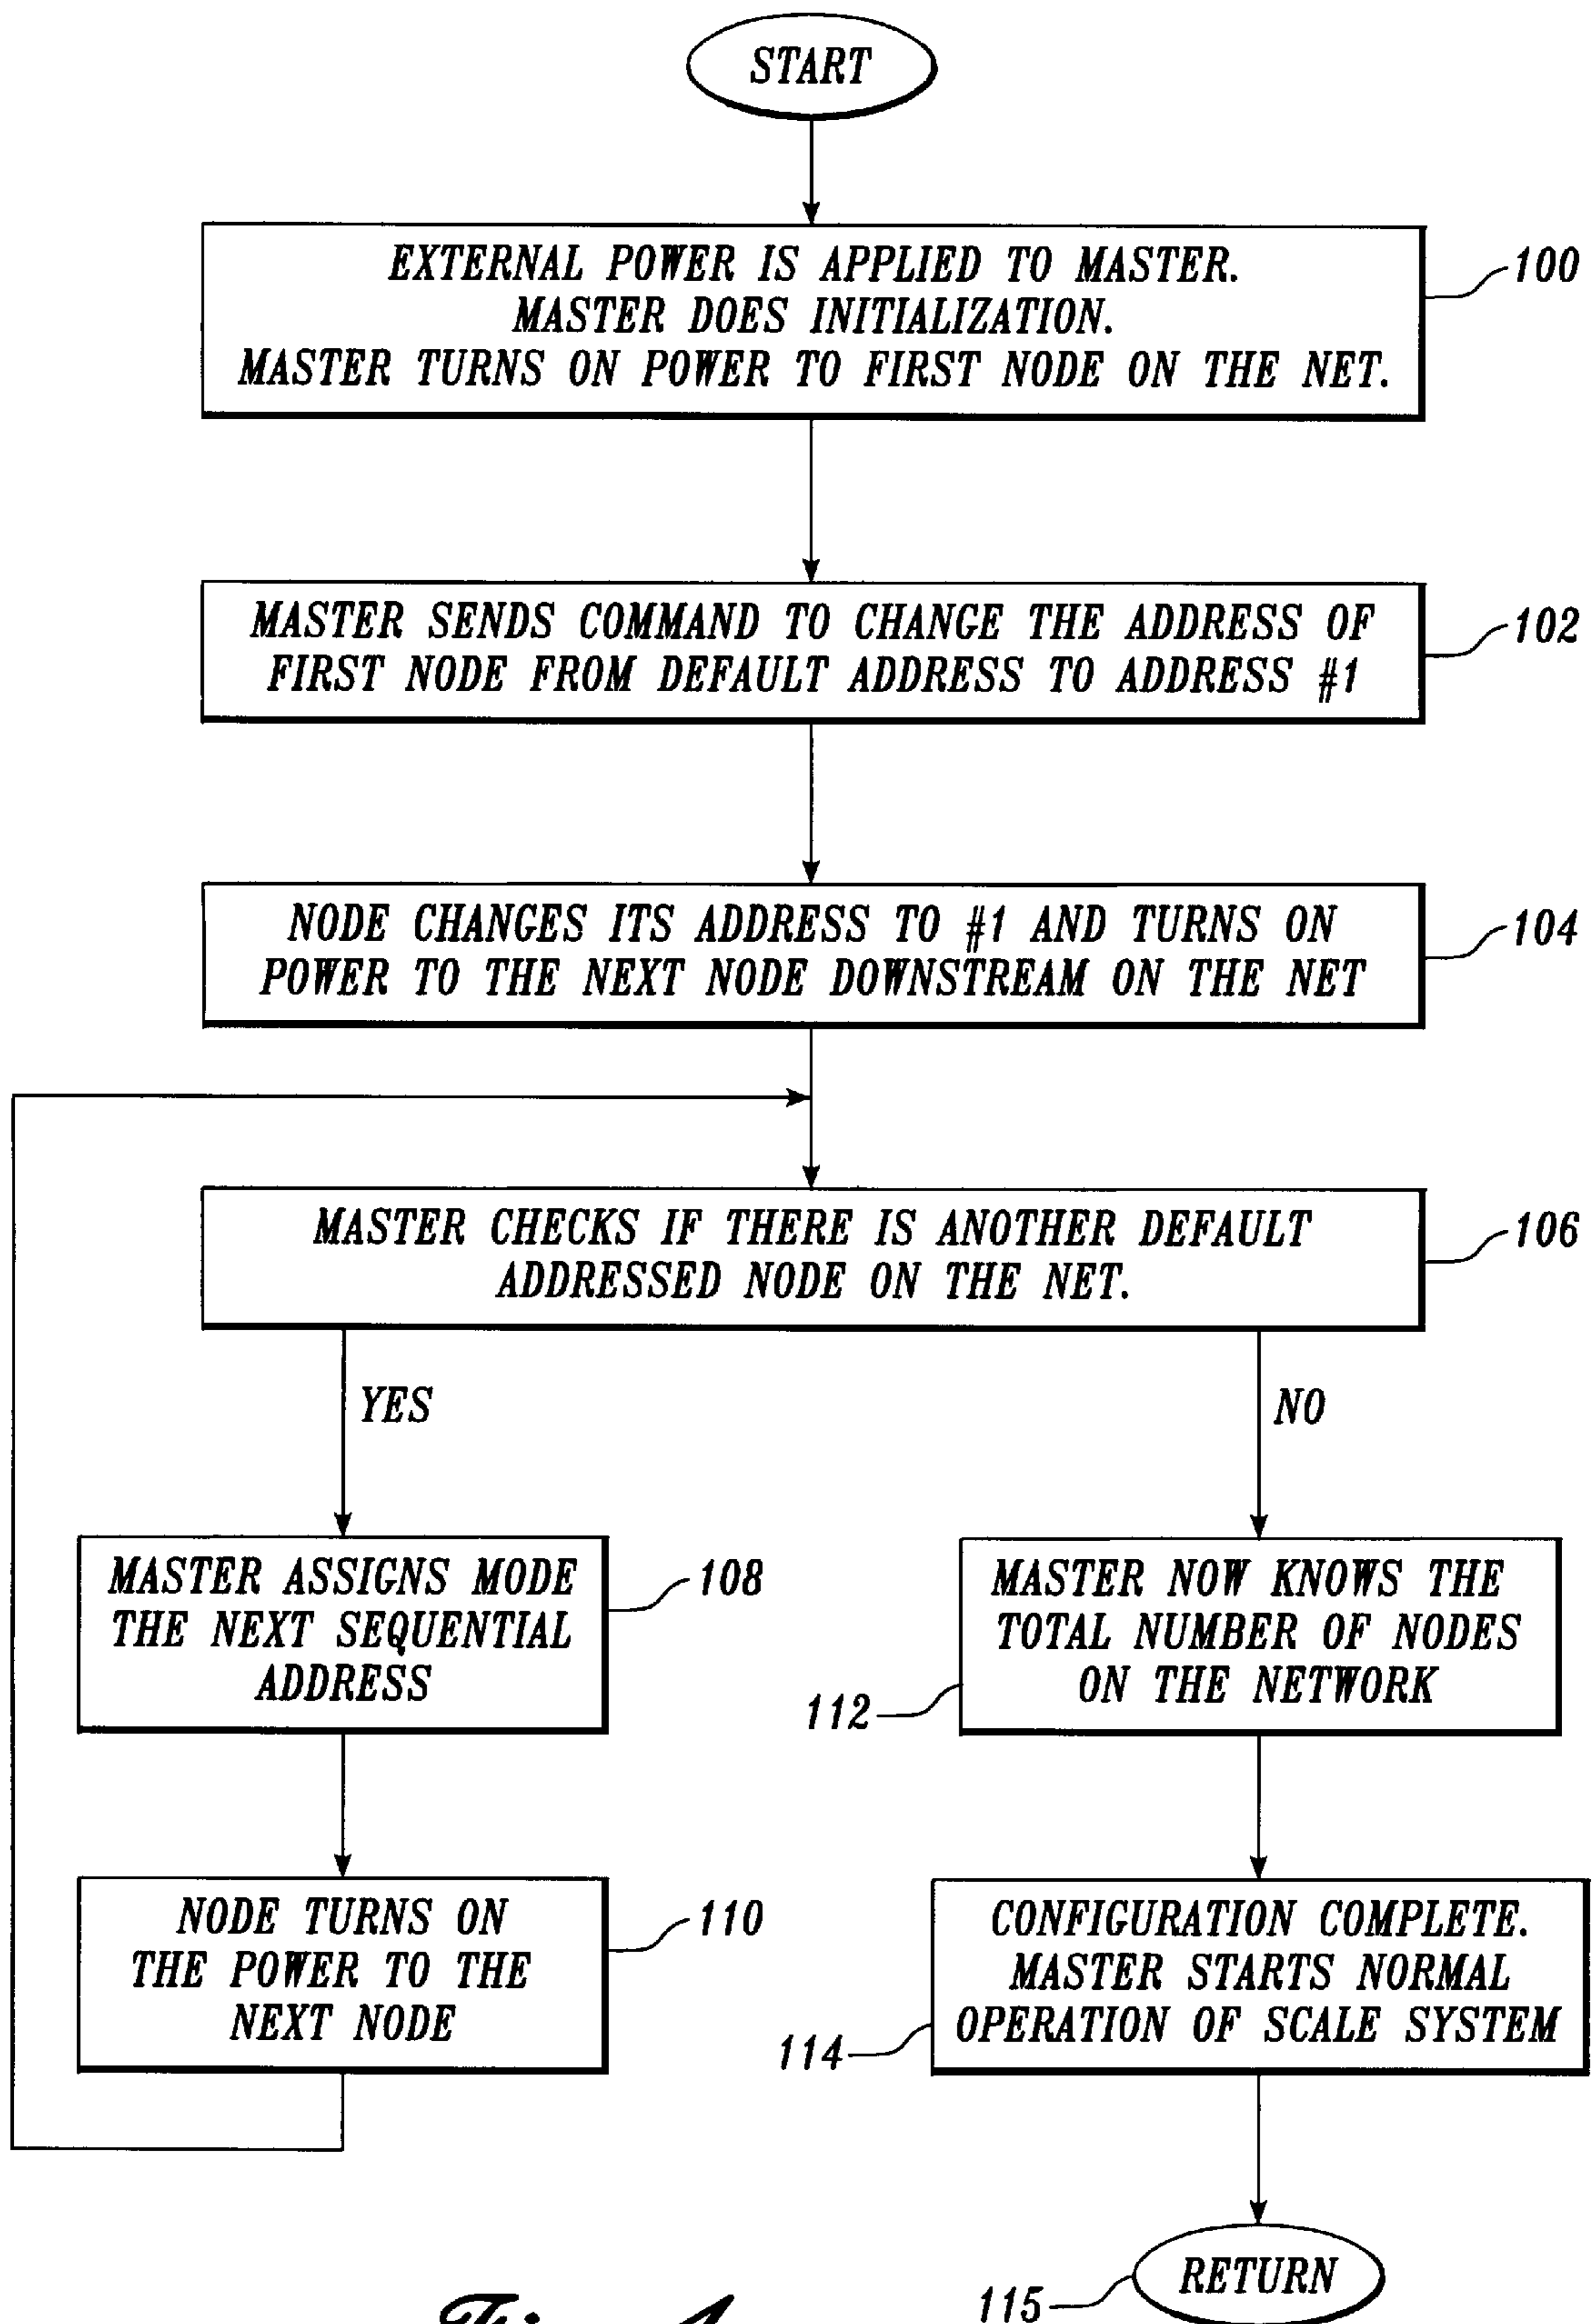 START
EXTERNAL POWER IS APPLIED TO MASTER.
MASTER DOES INITIALIZATION.
MASTER TURNS ON POWER TO FIRST NODE ON THE NET.
100
MASTER SENDS COMMAND TO CHANGE THE ADDRESS OF
FIRST NODE FROM DEFAULT ADDRESS TO ADDRESS #1
102
NODE CHANGES ITS ADDRESS TO #1 AND TURNS ON
POWER TO THE NEXT NODE DOWNSTREAM ON THE NET
104
MASTER CHECKS IF THERE IS ANOTHER DEFAULT
ADDRESSED NODE ON THE NET.
106
YES
NO
MASTER ASSIGNS MODE
THE NEXT SEQUENTIAL
ADDRESS
108
MASTER NOW KNOWS THE
TOTAL NUMBER OF NODES
ON THE NETWORK
112
NODE TURNS ON
THE POWER TO THE
NEXT NODE
110
CONFIGURATION COMPLETE.
MASTER STARTS NORMAL
OPERATION OF SCALE SYSTEM
114
RETURN
115